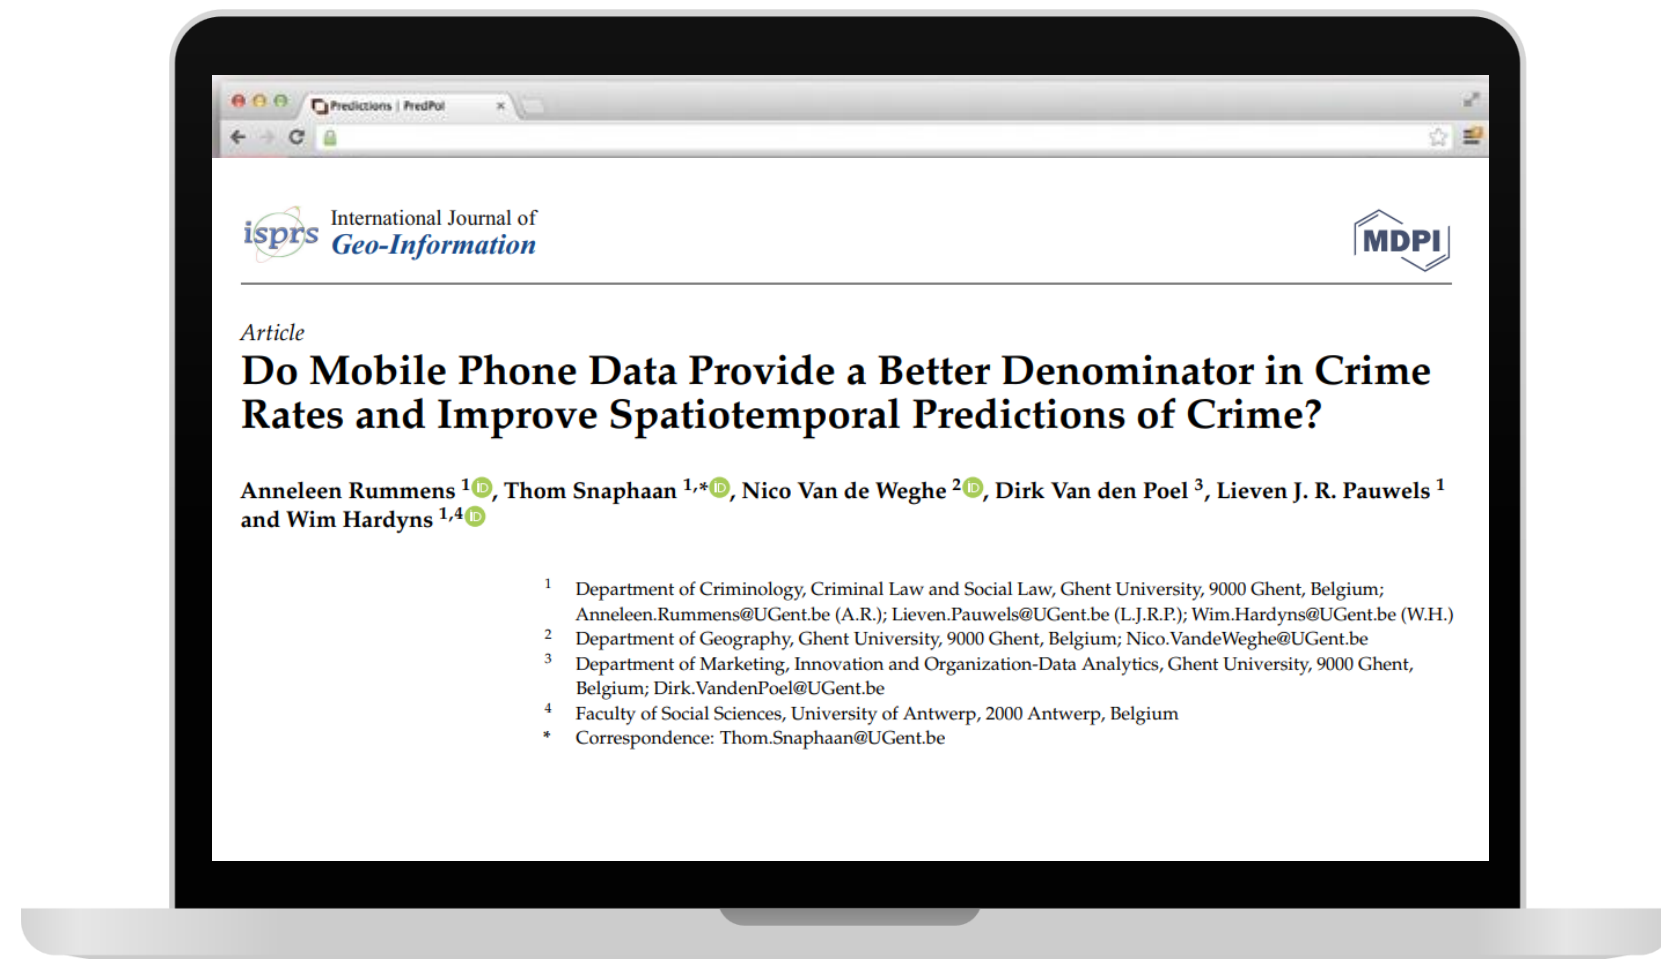 Predictions | PredPol
isprs
International Journal of
Geo-Information
MDPI
Article
Do Mobile Phone Data Provide a Better Denominator in Crime
Rates and Improve Spatiotemporal Predictions of Crime?
Anneleen Rummens 1 iD, Thom Snaphaan 1,* iD, Nico Van de Weghe 2 iD, Dirk Van den Poel 3, Lieven J. R. Pauwels 1
and Wim Hardyns 1,4 iD
1 Department of Criminology, Criminal Law and Social Law, Ghent University, 9000 Ghent, Belgium;
Anneleen.Rummens@UGent.be (A.R.); Lieven.Pauwels@UGent.be (L.J.R.P.); Wim.Hardyns@UGent.be (W.H.)
2 Department of Geography, Ghent University, 9000 Ghent, Belgium; Nico.VandeWeghe@UGent.be
3 Department of Marketing, Innovation and Organization-Data Analytics, Ghent University, 9000 Ghent,
Belgium; Dirk.VandenPoel@UGent.be
4 Faculty of Social Sciences, University of Antwerp, 2000 Antwerp, Belgium
* Correspondence: Thom.Snaphaan@UGent.be